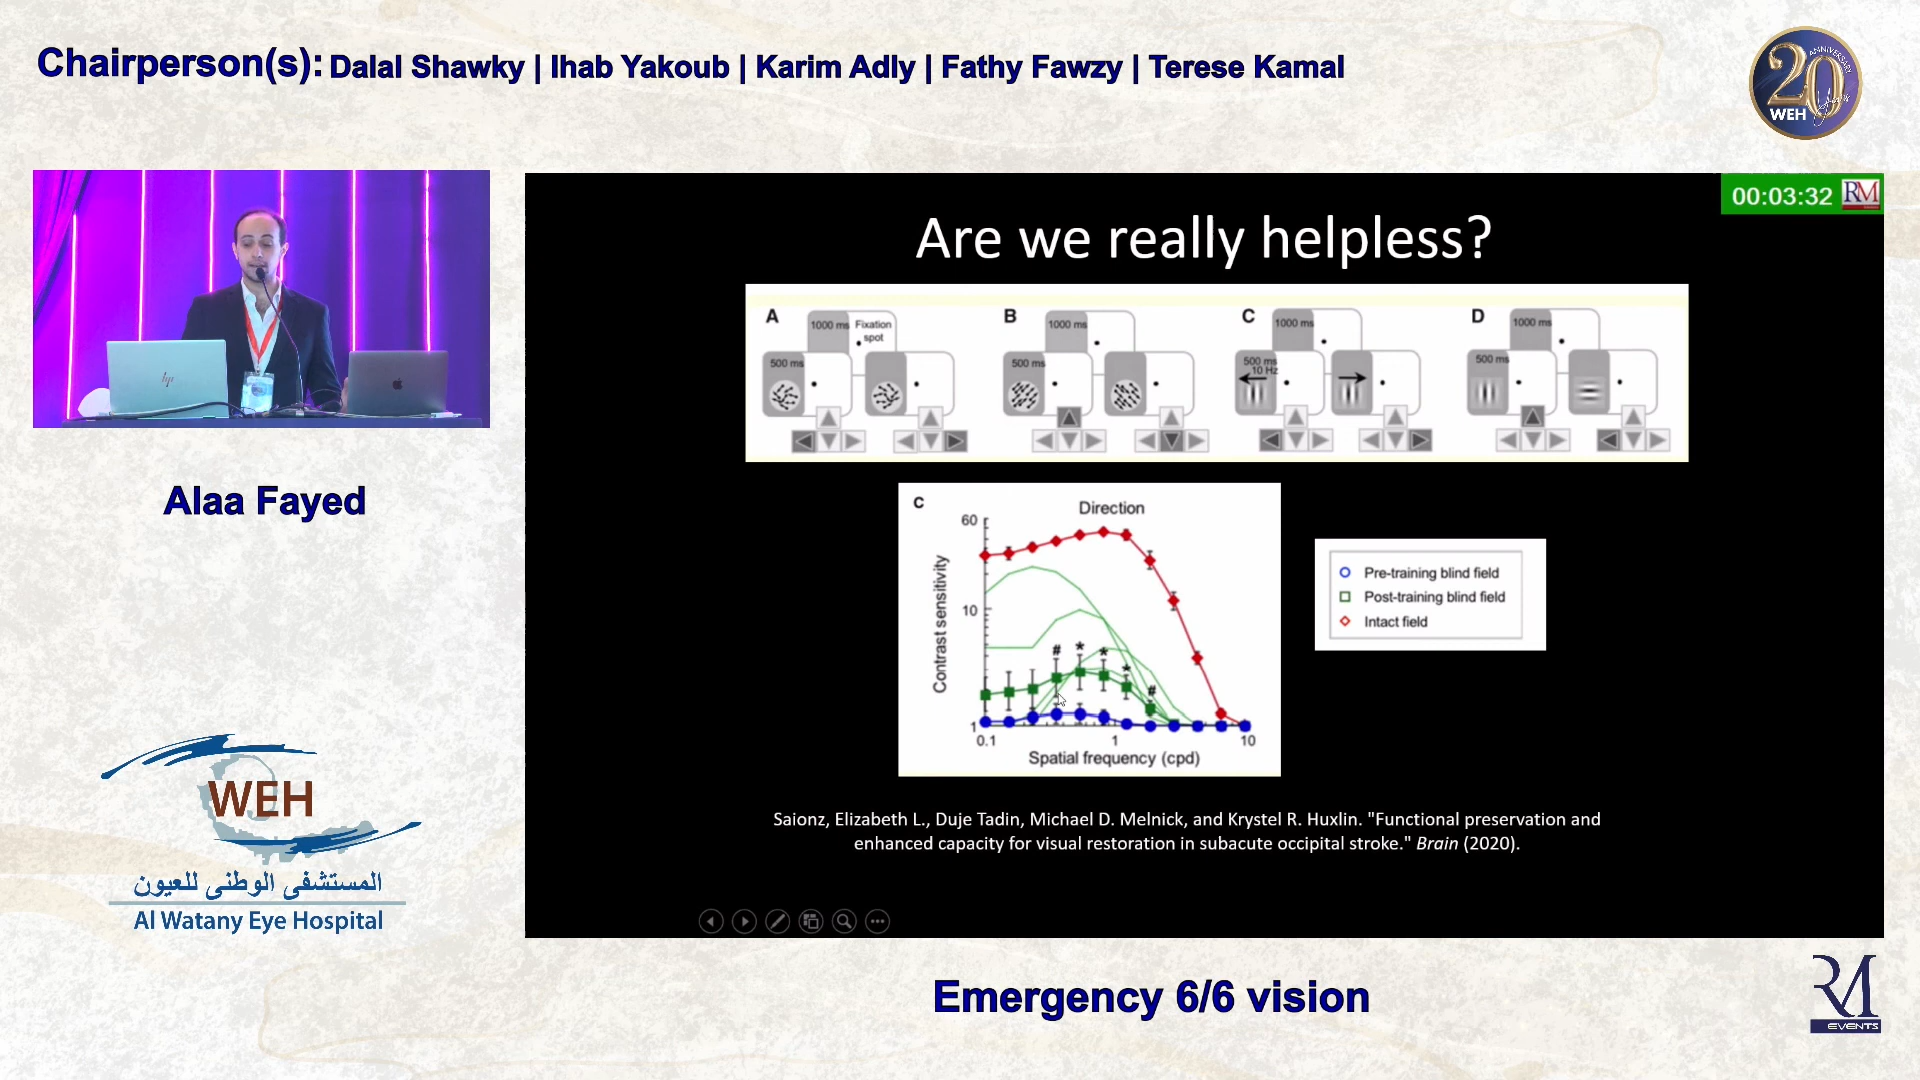 Chairperson(s): Dalal Shawky | Ihab Yakoub | Karim Adly | Fathy Fawzy | Terese Kamal
20
ANNIVERSARY
WEH
00:03:32 RM
Are we really helpless?
A
1000 ms
Fixation
spot
500 ms
B
1000 ms
500 ms
C
1000 ms
500 ms
10 Hz
D
1000 ms
500 ms
hp
Alaa Fayed
C
Direction
60
10
1
Contrast sensitivity
# * * * #
0.1
1
10
Spatial frequency (cpd)
Pre-training blind field
Post-training blind field
Intact field
Saionz, Elizabeth L., Duje Tadin, Michael D. Melnick, and Krystel R. Huxlin. "Functional preservation and
enhanced capacity for visual restoration in subacute occipital stroke." Brain (2020).
WEH
المستشفى الوطنى للعيون
Al Watany Eye Hospital
Emergency 6/6 vision
RM
EVENTS